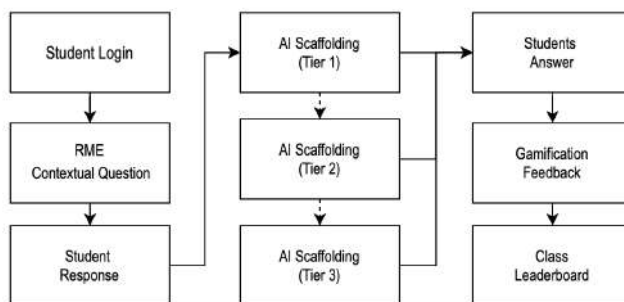 Student Login
RME
Contextual Question
Student
Response
AI Scaffolding
(Tier 1)
AI Scaffolding
(Tier 2)
AI Scaffolding
(Tier 3)
Students
Answer
Gamification
Feedback
Class
Leaderboard